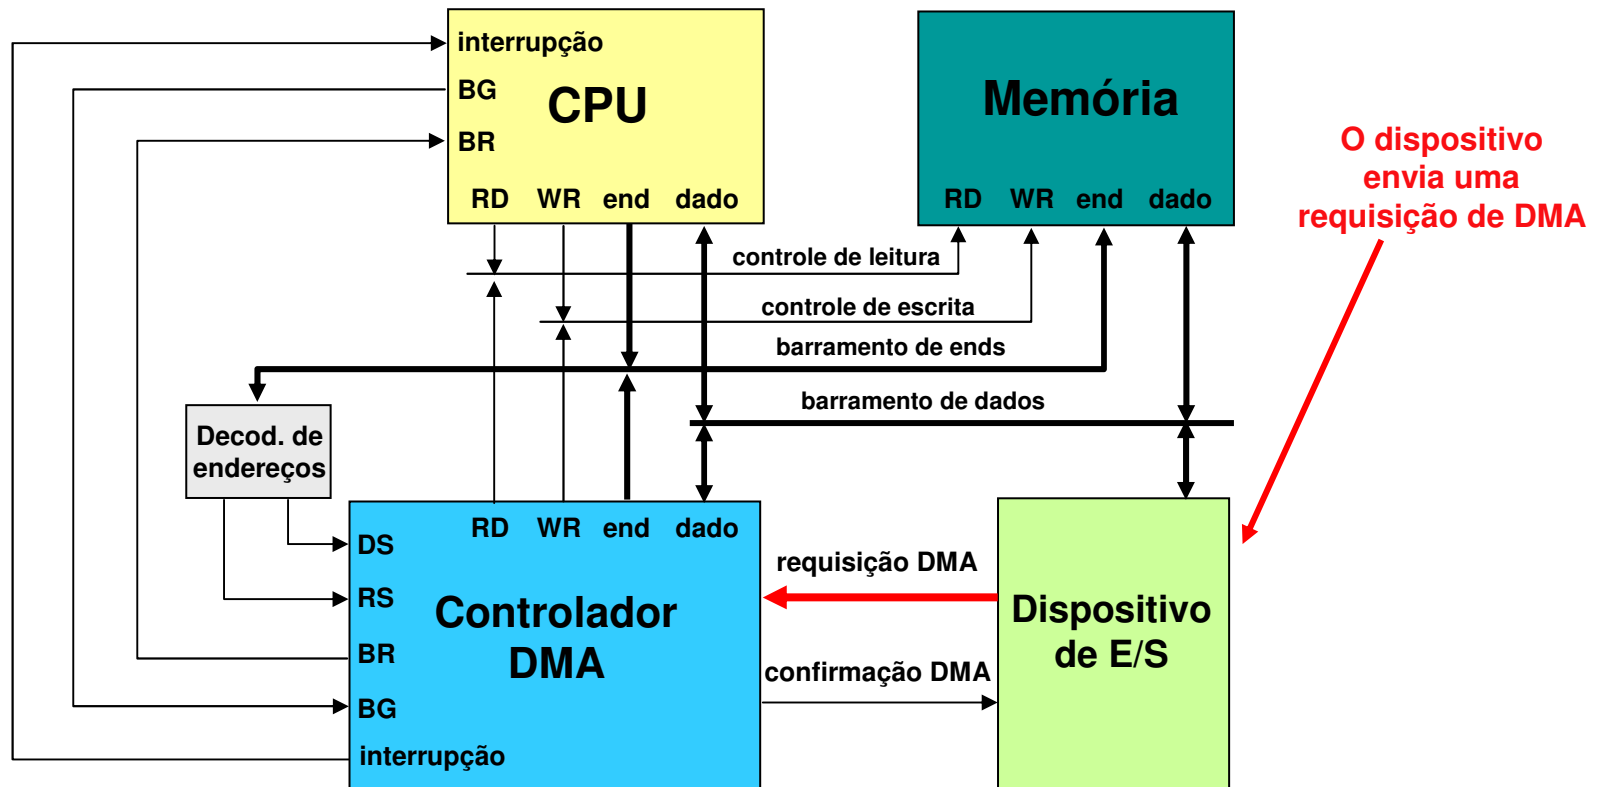 interrupção
BG
CPU
BR
RD WR end dado
Memória
RD WR end dado
O dispositivo
envia uma
requisição de DMA
controle de leitura
controle de escrita
barramento de ends
barramento de dados
Decod. de
endereços
RD WR end dado
DS
RS
Controlador
DMA
BR
BG
interrupção
requisição DMA
confirmação DMA
Dispositivo
de E/S